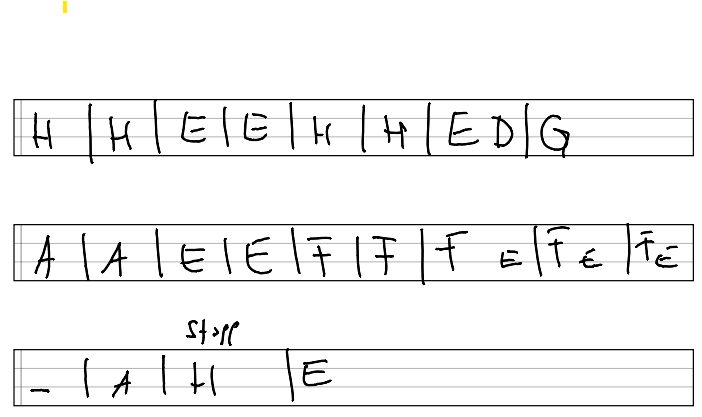 H | H | E | E | H | H | E D | G
A | A | E | E | F | F | F E | F E | F E
Stopp
– | A | H | E